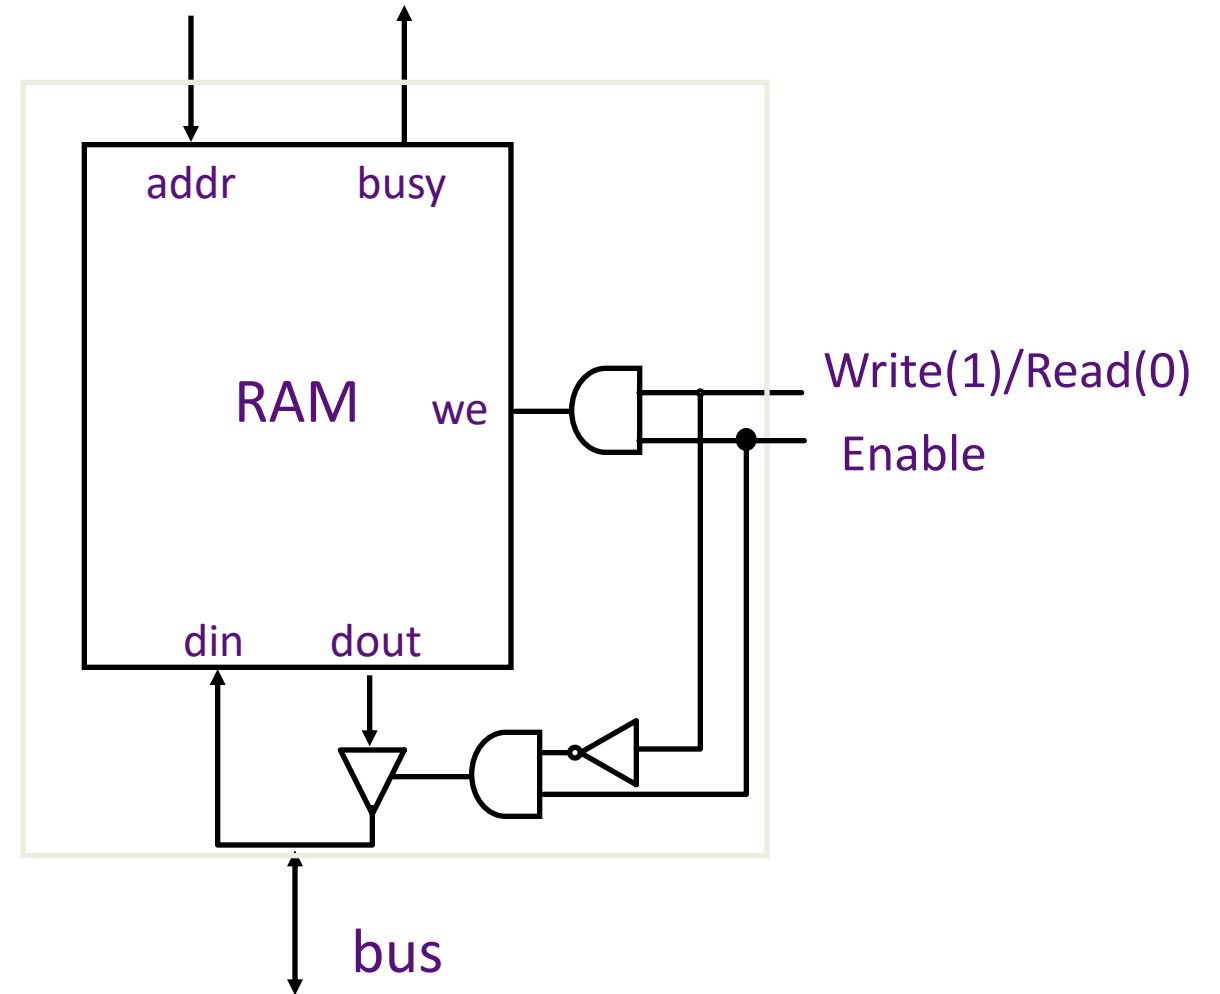 addr busy
Write(1)/Read(0)
RAM we
Enable
din dout
bus